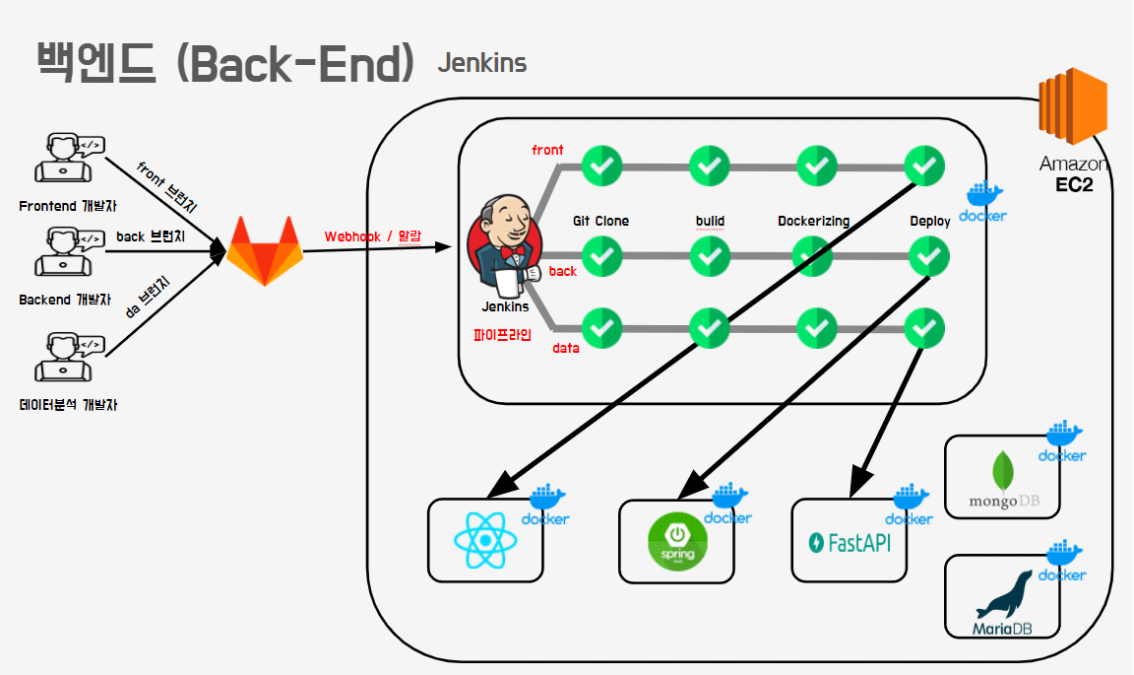 백엔드 (Back-End) Jenkins
Amazon
EC2
front 브런치
Frontend 개발자
back 브런치
Backend 개발자
da 브런치
데이터분석 개발자
Webhook / 알람
front
Git Clone
bulid
Dockerizing
Deploy
docker
back
Jenkins
파이프라인
data
docker
docker
spring
docker
FastAPI
docker
mongoDB
docker
MariaDB